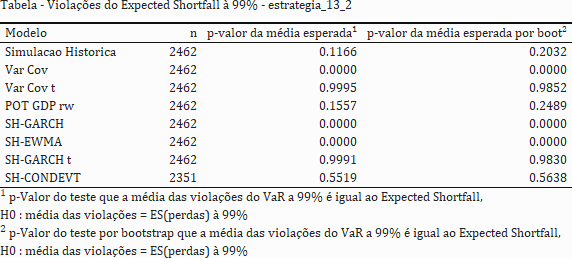 Tabela - Violações do Expected Shortfall à 99% - estrategia_13_2
Modelo n p-valor da média esperada¹ p-valor da média esperada por boot²
Simulacao Historica 2462 0.1166 0.2032
Var Cov 2462 0.0000 0.0000
Var Cov t 2462 0.9995 0.9852
POT GDP rw 2462 0.1557 0.2489
SH-GARCH 2462 0.0000 0.0000
SH-EWMA 2462 0.0000 0.0000
SH-GARCH t 2462 0.9991 0.9830
SH-CONDEVT 2351 0.5519 0.5638
¹ p-Valor do teste que a média das violações do VaR a 99% é igual ao Expected Shortfall,
H0 : média das violações = ES(perdas) à 99%
² p-Valor do teste por bootstrap que a média das violações do VaR a 99% é igual ao Expected Shortfall,
H0 : média das violações = ES(perdas) à 99%